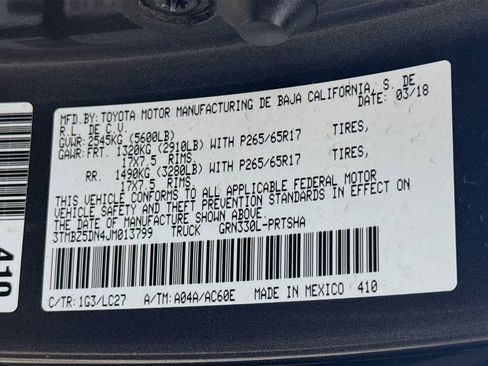 MFD.BY: TOYOTA MOTOR MANUFACTURING DE BAJA CALIFORNIA, S. DE
R.L. DE C.V. DATE: 03/18
GVWR: 2545KG (5600LB)
GAWR: FRT. 1320KG (2910LB) WITH P265/65R17 TIRES,
17X7.5 RIMS
RR. 1490KG (3280LB) WITH P265/65R17 TIRES,
17X7.5 RIMS.
THIS VEHICLE CONFORMS TO ALL APPLICABLE FEDERAL MOTOR
VEHICLE SAFETY AND THEFT PREVENTION STANDARDS IN EFFECT ON
THE DATE OF MANUFACTURE SHOWN ABOVE.
3TMBZ5DN4JM013799 TRUCK GRN330L-PRTSHA
C/TR: 1G3/LC27 A/TM: A04A/AC60E MADE IN MEXICO 410
410